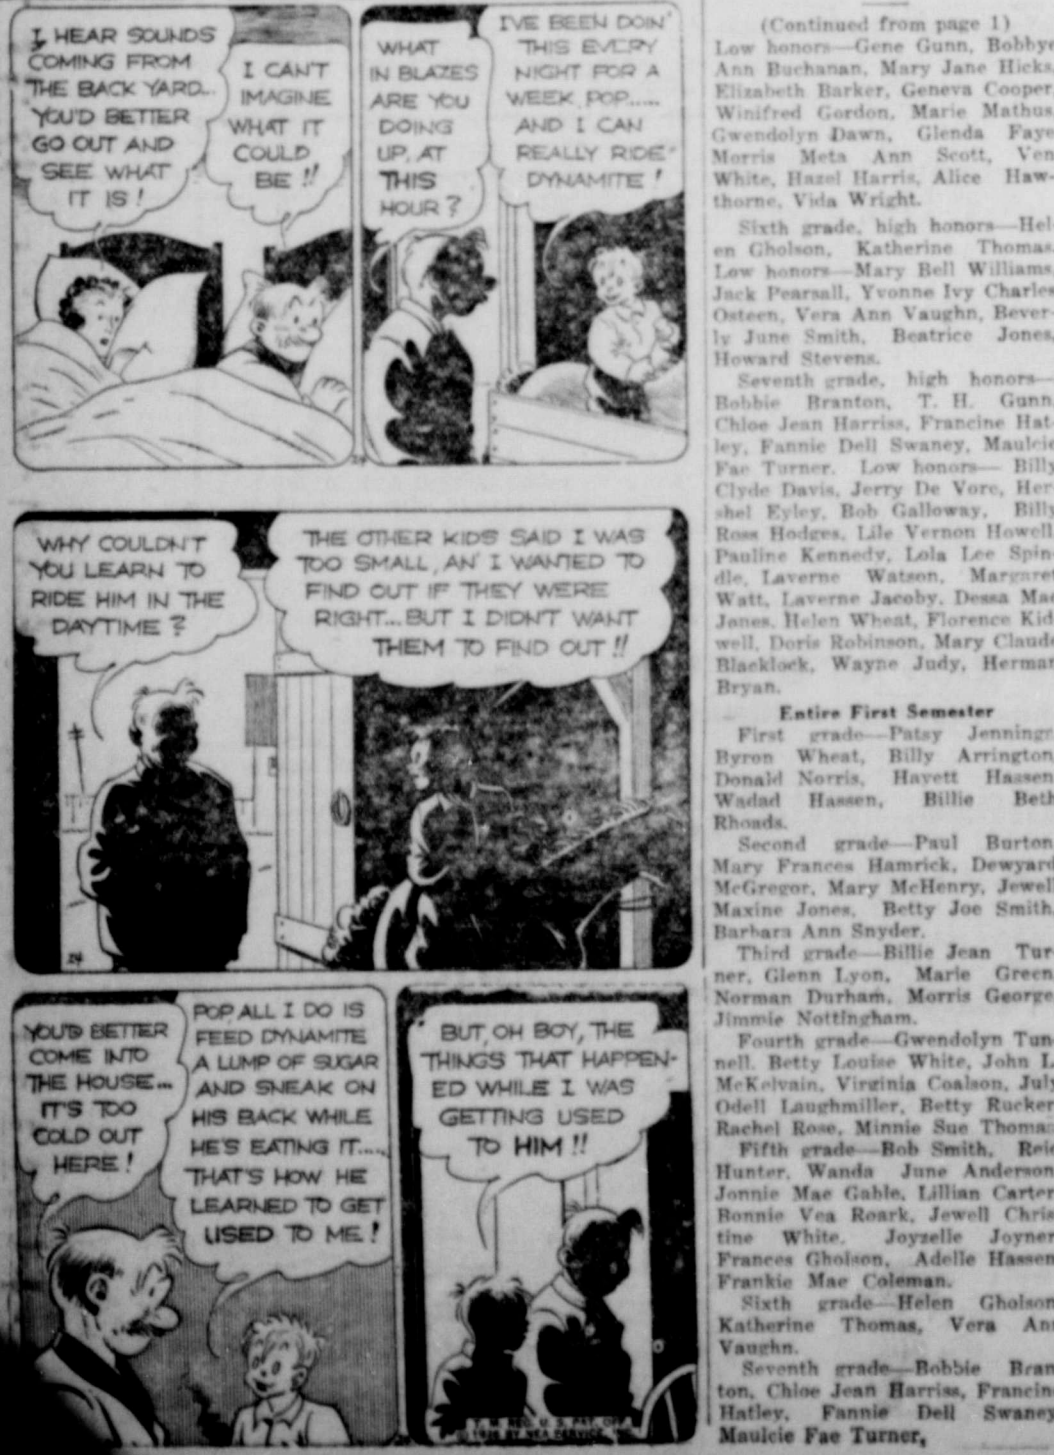 I HEAR SOUNDS
COMING FROM
THE BACK YARD...
YOU'D BETTER
GO OUT AND
SEE WHAT
IT IS!
I CAN'T
IMAGINE
WHAT IT
COULD
BE!!
WHAT
IN BLAZES
ARE YOU
DOING
UP, AT
THIS
HOUR?
I'VE BEEN DOIN'
THIS EVERY
NIGHT FOR A
WEEK, POP.....
AND I CAN
REALLY RIDE
DYNAMITE!
WHY COULDN'T
YOU LEARN TO
RIDE HIM IN THE
DAYTIME?
THE OTHER KIDS SAID I WAS
TOO SMALL, AN' I WANTED TO
FIND OUT IF THEY WERE
RIGHT...BUT I DIDN'T WANT
THEM TO FIND OUT!!
24
YOU'D BETTER
COME INTO
THE HOUSE...
IT'S TOO
COLD OUT
HERE!
POP, ALL I DO IS
FEED DYNAMITE
A LUMP OF SUGAR
AND SNEAK ON
HIS BACK WHILE
HE'S EATING IT.....
THAT'S HOW HE
LEARNED TO GET
USED TO ME!
BUT, OH BOY, THE
THINGS THAT HAPPEN-
ED WHILE I WAS
GETTING USED
TO HIM!!
T. M. REG. U. S. PAT. OFF.
© 1936 BY NEA SERVICE, INC.
(Continued from page 1)
Low honors—Gene Gunn, Bobbye
Ann Buchanan, Mary Jane Hicks,
Elizabeth Barker, Geneva Cooper,
Winifred Gordon, Marie Mathus,
Gwendolyn Dawn, Glenda Faye
Morris Meta Ann Scott, Ven
White, Hazel Harris, Alice Haw-
thorne, Vida Wright.
Sixth grade, high honors—Hel-
en Gholson, Katherine Thomas.
Low honors—Mary Bell Williams,
Jack Pearsall, Yvonne Ivy Charles
Osteen, Vera Ann Vaughn, Bever-
ly June Smith, Beatrice Jones,
Howard Stevens.
Seventh grade, high honors—
Bobbie Branton, T. H. Gunn,
Chloe Jean Harriss, Francine Hat-
ley, Fannie Dell Swaney, Maulcie
Fae Turner. Low honors— Billy
Clyde Davis, Jerry De Vore, Her-
shel Eyley, Bob Galloway, Billy
Ross Hodges, Lile Vernon Howell
Pauline Kennedy, Lola Lee Spin-
dle, Laverne Watson, Margaret
Watt, Laverne Jacoby, Dessa Mae
Jones, Helen Wheat, Florence Kid-
well, Doris Robinson, Mary Claude
Blacklock, Wayne Judy, Herman
Bryan.
Entire First Semester
First grade—Patsy Jennings,
Byron Wheat, Billy Arrington,
Donald Norris, Havett Hassen
Wadad Hassen, Billie Beth
Rhoads.
Second grade—Paul Burton,
Mary Frances Hamrick, Dewyard
McGregor, Mary McHenry, Jewell
Maxine Jones, Betty Joe Smith,
Barbara Ann Snyder.
Third grade—Billie Jean Tur-
ner, Glenn Lyon, Marie Green,
Norman Durham, Morris George
Jimmie Nottingham.
Fourth grade—Gwendolyn Tun-
nell, Betty Louise White, John L.
McKelvain, Virginia Coalson, July
Odell Laughmiller, Betty Rucker,
Rachel Rose, Minnie Sue Thomas
Fifth grade—Bob Smith, Reid
Hunter, Wanda June Anderson
Jonnie Mae Gable, Lillian Carter
Bonnie Vea Roark, Jewell Chris
tine White, Joyzelle Joyner
Frances Gholson, Adelle Hassen
Frankie Mae Coleman.
Sixth grade—Helen Gholson
Katherine Thomas, Vera Ann
Vaughn.
Seventh grade—Bobbie Bran
ton, Chloe Jean Harriss, Francine
Hatley, Fannie Dell Swaney
Maulcie Fae Turner,